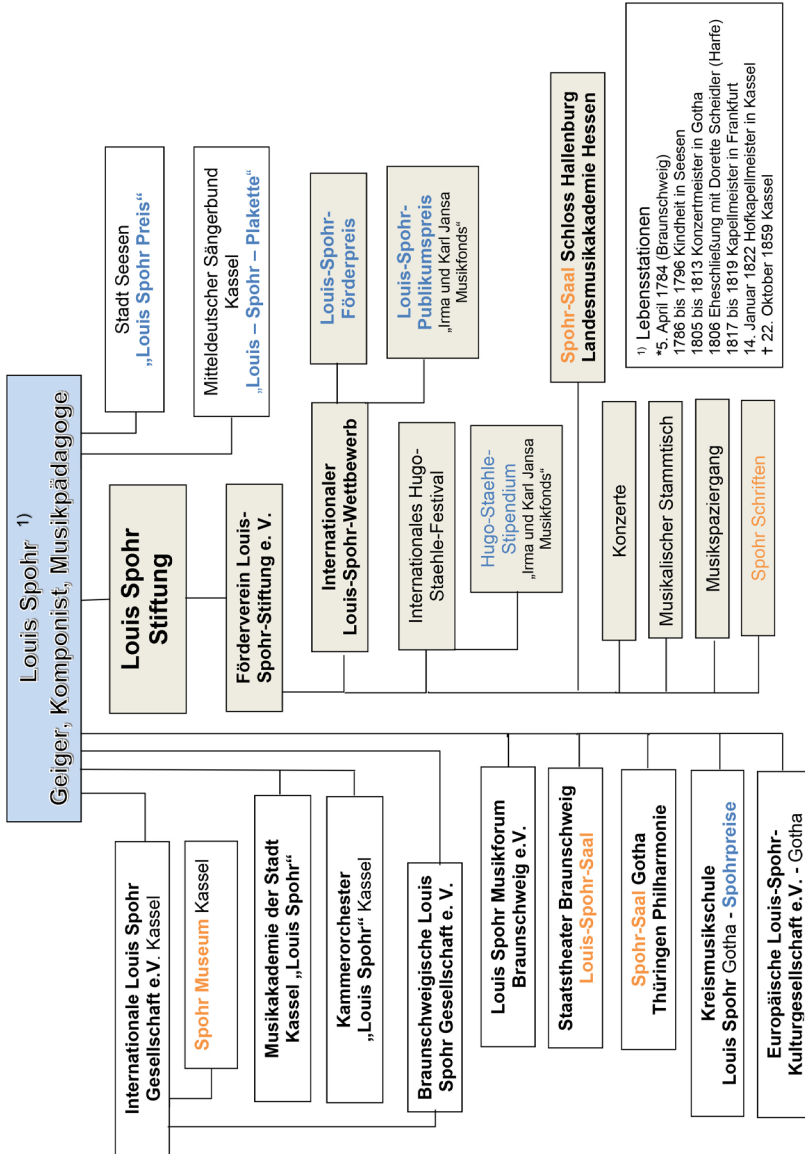 Louis Spohr ¹⁾
Geiger, Komponist, Musikpädagoge
Stadt Seesen
„Louis Spohr Preis“
Mitteldeutscher Sängerbund
Kassel
„Louis – Spohr – Plakette“
Louis Spohr
Stiftung
Förderverein Louis-
Spohr-Stiftung e. V.
Internationaler
Louis-Spohr-Wettbewerb
Louis-Spohr-
Förderpreis
Louis-Spohr-
Publikumspreis
„Irma und Karl Jansa
Musikfonds“
Internationales Hugo-
Staehle-Festival
Hugo-Staehle-
Stipendium
„Irma und Karl Jansa
Musikfonds“
Spohr-Saal Schloss Hallenburg
Landesmusikakademie Hessen
Konzerte
Musikalischer Stammtisch
Musikspaziergang
Spohr Schriften
Internationale Louis Spohr
Gesellschaft e.V. Kassel
Spohr Museum Kassel
Musikakademie der Stadt
Kassel „Louis Spohr“
Kammerorchester
„Louis Spohr“ Kassel
Braunschweigische Louis
Spohr Gesellschaft e. V.
Louis Spohr Musikforum
Braunschweig e.V.
Staatstheater Braunschweig
Louis-Spohr-Saal
Spohr-Saal Gotha
Thüringen Philharmonie
Kreismusikschule
Louis Spohr Gotha - Spohrpreise
Europäische Louis-Spohr-
Kulturgesellschaft e.V. - Gotha
¹⁾ Lebensstationen
*5. April 1784 (Braunschweig)
1786 bis 1796 Kindheit in Seesen
1805 bis 1813 Konzertmeister in Gotha
1806 Eheschließung mit Dorette Scheidler (Harfe)
1817 bis 1819 Kapellmeister in Frankfurt
14. Januar 1822 Hofkapellmeister in Kassel
† 22. Oktober 1859 Kassel